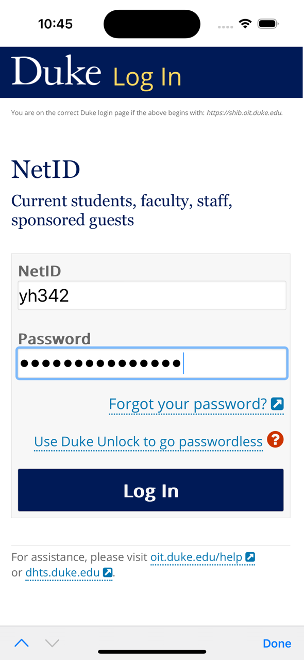 10:45
Duke Log In
You are on the correct Duke login page if the above begins with: https://shib.oit.duke.edu.
NetID
Current students, faculty, staff,
sponsored guests
NetID
yh342
Password
●●●●●●●●●●●●●●●
Forgot your password?
Use Duke Unlock to go passwordless ?
Log In
For assistance, please visit oit.duke.edu/help
or dhts.duke.edu .
Done